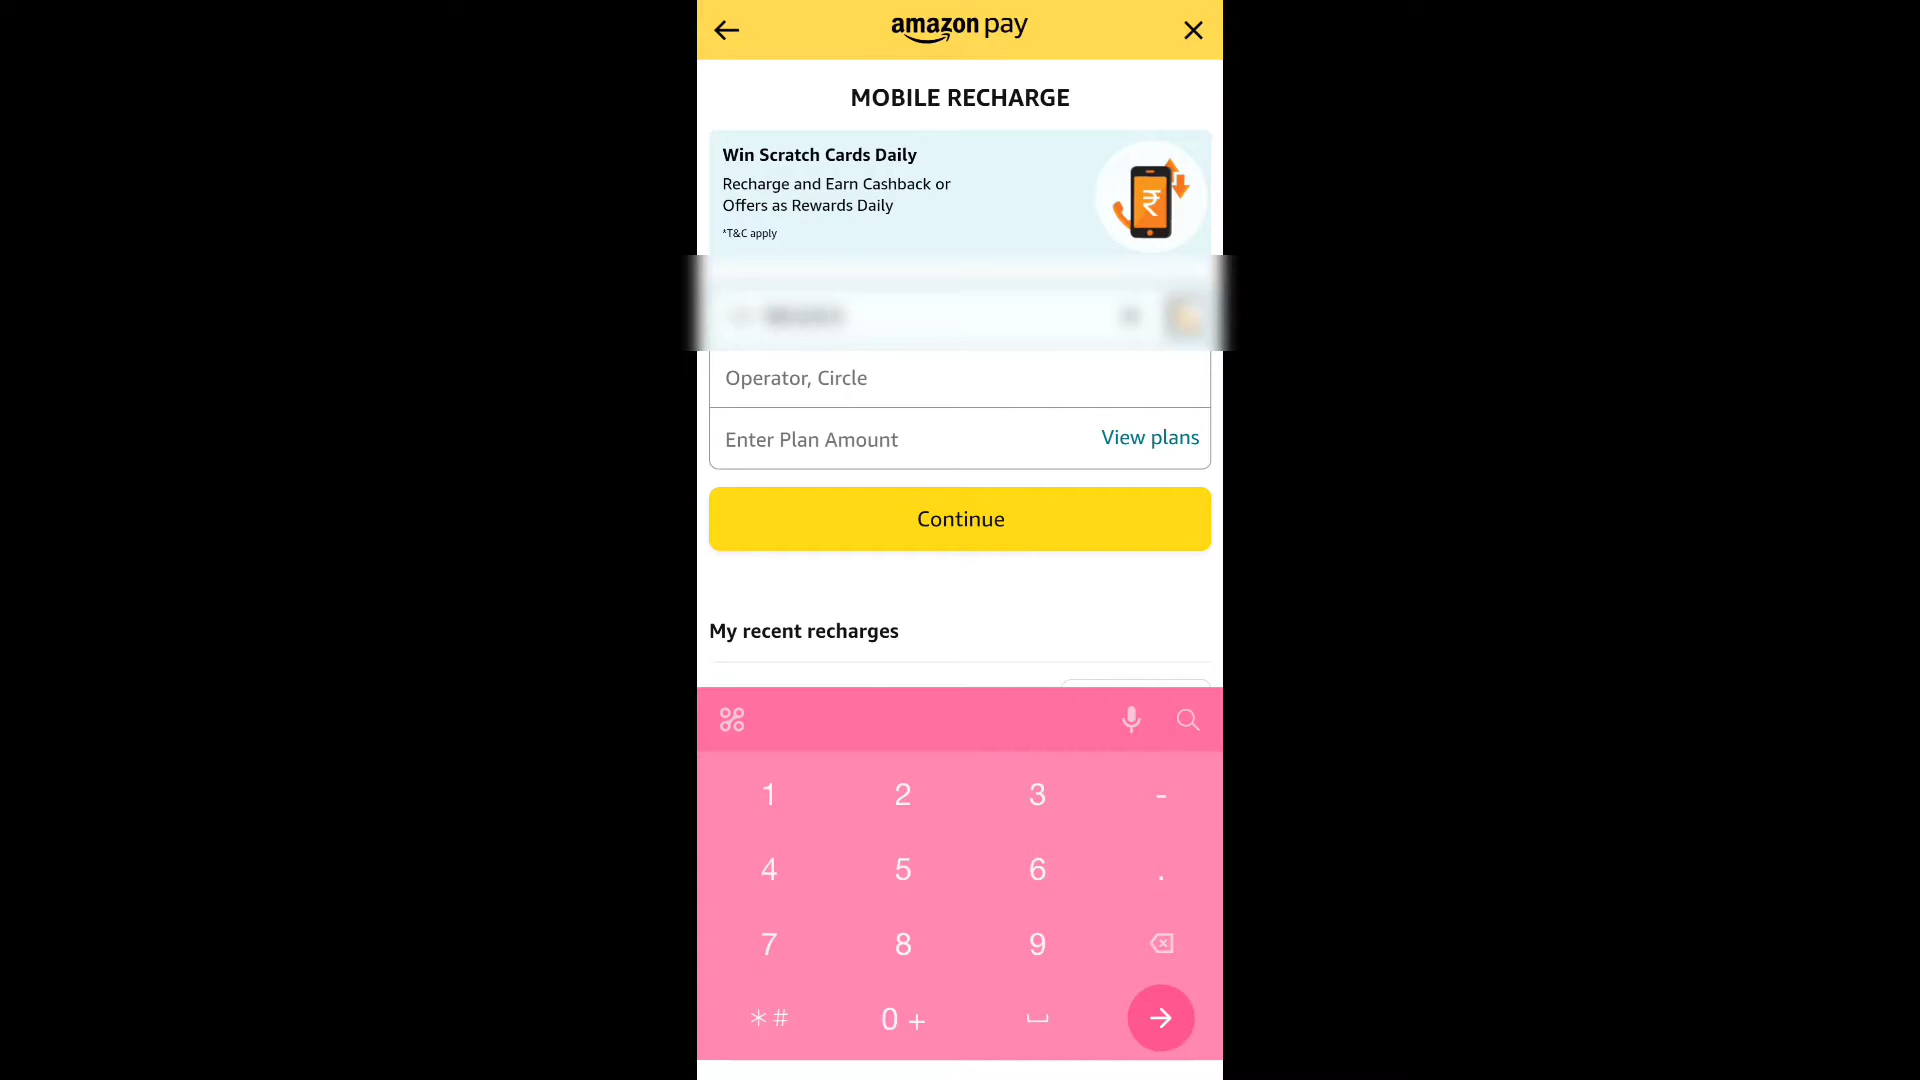 amazon pay
MOBILE RECHARGE
Win Scratch Cards Daily
Recharge and Earn Cashback or
Offers as Rewards Daily
*T&C apply
₹
Operator, Circle
Enter Plan Amount
View plans
Continue
My recent recharges
1 2 3 -
4 5 6 .
7 8 9
*# 0 +